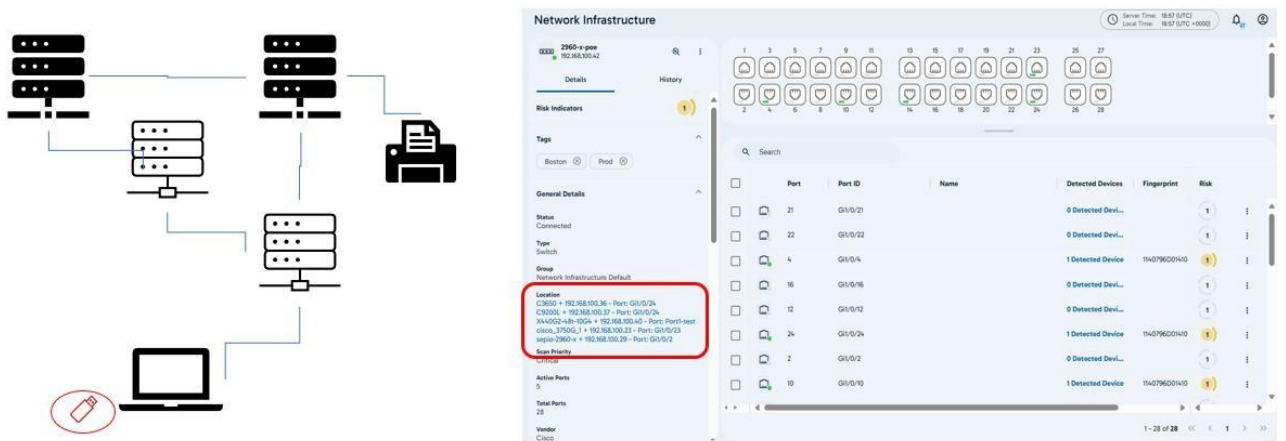 Network Infrastructure
Server Time: 18:57 (UTC)
Local Time: 18:57 (UTC +0000)
2960-x-poe
192.168.100.42
Details History
Risk Indicators 1
Tags
Boston Prod
General Details
Status
Connected
Type
Switch
Group
Network Infrastructure Default
Location
C3650 + 192.168.100.36 - Port: Gi1/0/24
C9200L + 192.168.100.37 - Port: Gi1/0/24
X440G2-48t-10G4 + 192.168.100.40 - Port: Port1-test
cisco_3750G_1 + 192.168.100.23 - Port: Gi1/0/23
sepio-2960-x + 192.168.100.29 - Port: Gi1/0/2
Scan Priority
Critical
Active Ports
5
Total Ports
28
Vendor
Cisco
1 3 5 7 9 11 13 15 17 19 21 23 25 27
2 4 6 8 10 12 14 16 18 20 22 24 26 28
Search
Port Port ID Name Detected Devices Fingerprint Risk
21 Gi1/0/21 0 Detected Devi... 1
22 Gi1/0/22 0 Detected Devi... 1
4 Gi1/0/4 1 Detected Device 1140796D01410 1
16 Gi1/0/16 0 Detected Devi... 1
12 Gi1/0/12 0 Detected Devi... 1
24 Gi1/0/24 1 Detected Device 1140796D01410 1
2 Gi1/0/2 0 Detected Devi... 1
10 Gi1/0/10 1 Detected Device 1140796D01410 1
1 - 28 of 28 1